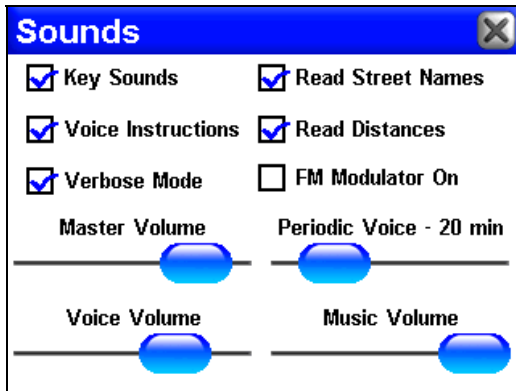 Sounds
Key Sounds
Read Street Names
Voice Instructions
Read Distances
Verbose Mode
FM Modulator On
Master Volume
Periodic Voice - 20 min
Voice Volume
Music Volume